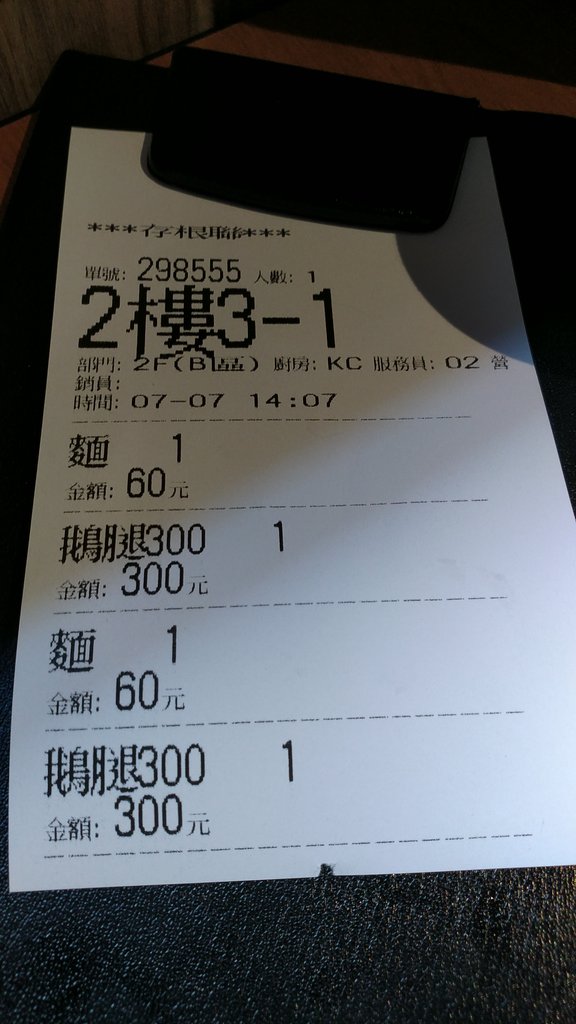 ***存根聯***
單號: 298555 人數: 1
2樓3-1
部門: 2F(B區) 廚房: KC 服務員: 02 營
銷員:
時間: 07-07 14:07
麵 1
金額: 60元
鵝腿300 1
金額: 300元
麵 1
金額: 60元
鵝腿300 1
金額: 300元